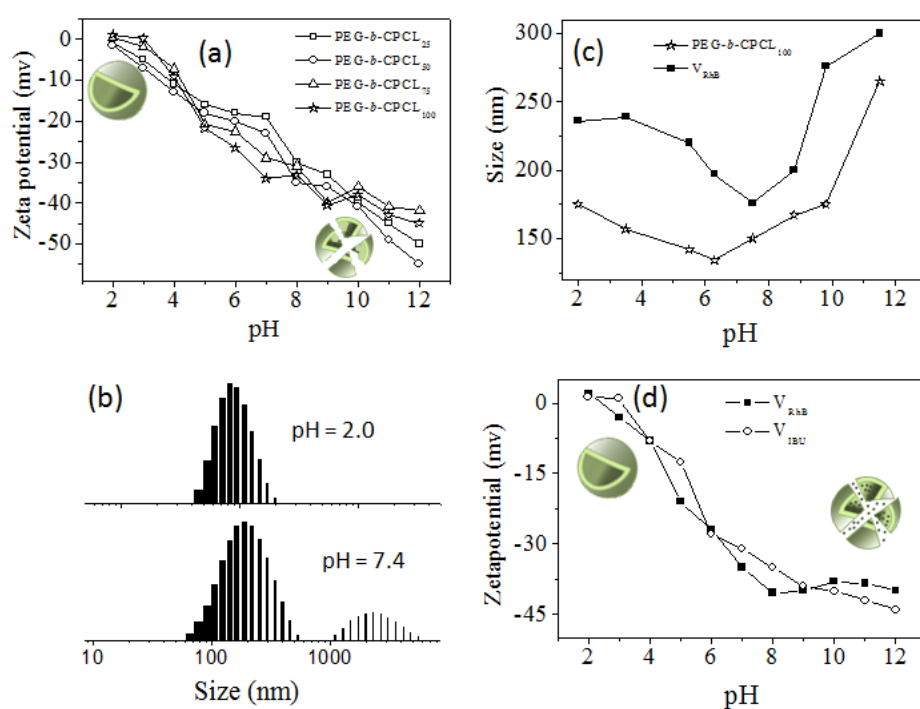 (a)
PEG-b-CPCL25
PEG-b-CPCL50
PEG-b-CPCL75
PEG-b-CPCL100
Zeta potential (mv)
0
-10
-20
-30
-40
-50
2 4 6 8 10 12
pH
(c)
PEG-b-CPCL100
VRhB
Size (nm)
300
250
200
150
2 4 6 8 10 12
pH
(b)
pH = 2.0
pH = 7.4
10 100 1000
Size (nm)
(d)
VRhB
VIBU
Zetapotential (mv)
0
-15
-30
-45
2 4 6 8 10 12
pH